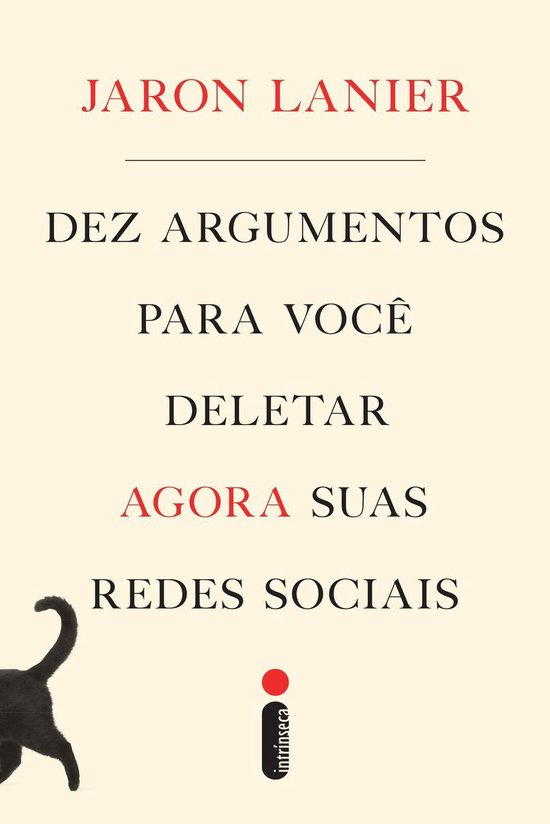 JARON LANIER
DEZ ARGUMENTOS
PARA VOCÊ
DELETAR
AGORA SUAS
REDES SOCIAIS
intrínseca